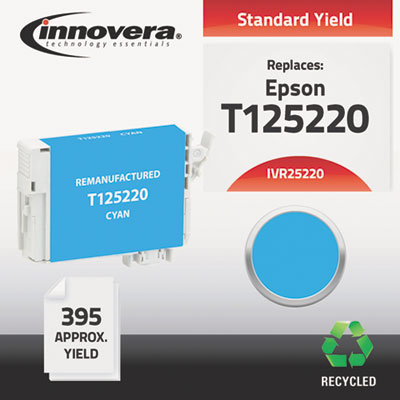 innovera®
technology essentials
Standard Yield
Replaces:
Epson
T125220
IVR25220
T125220
CYAN
REMANUFACTURED
T125220
CYAN
395
APPROX.
YIELD
RECYCLED